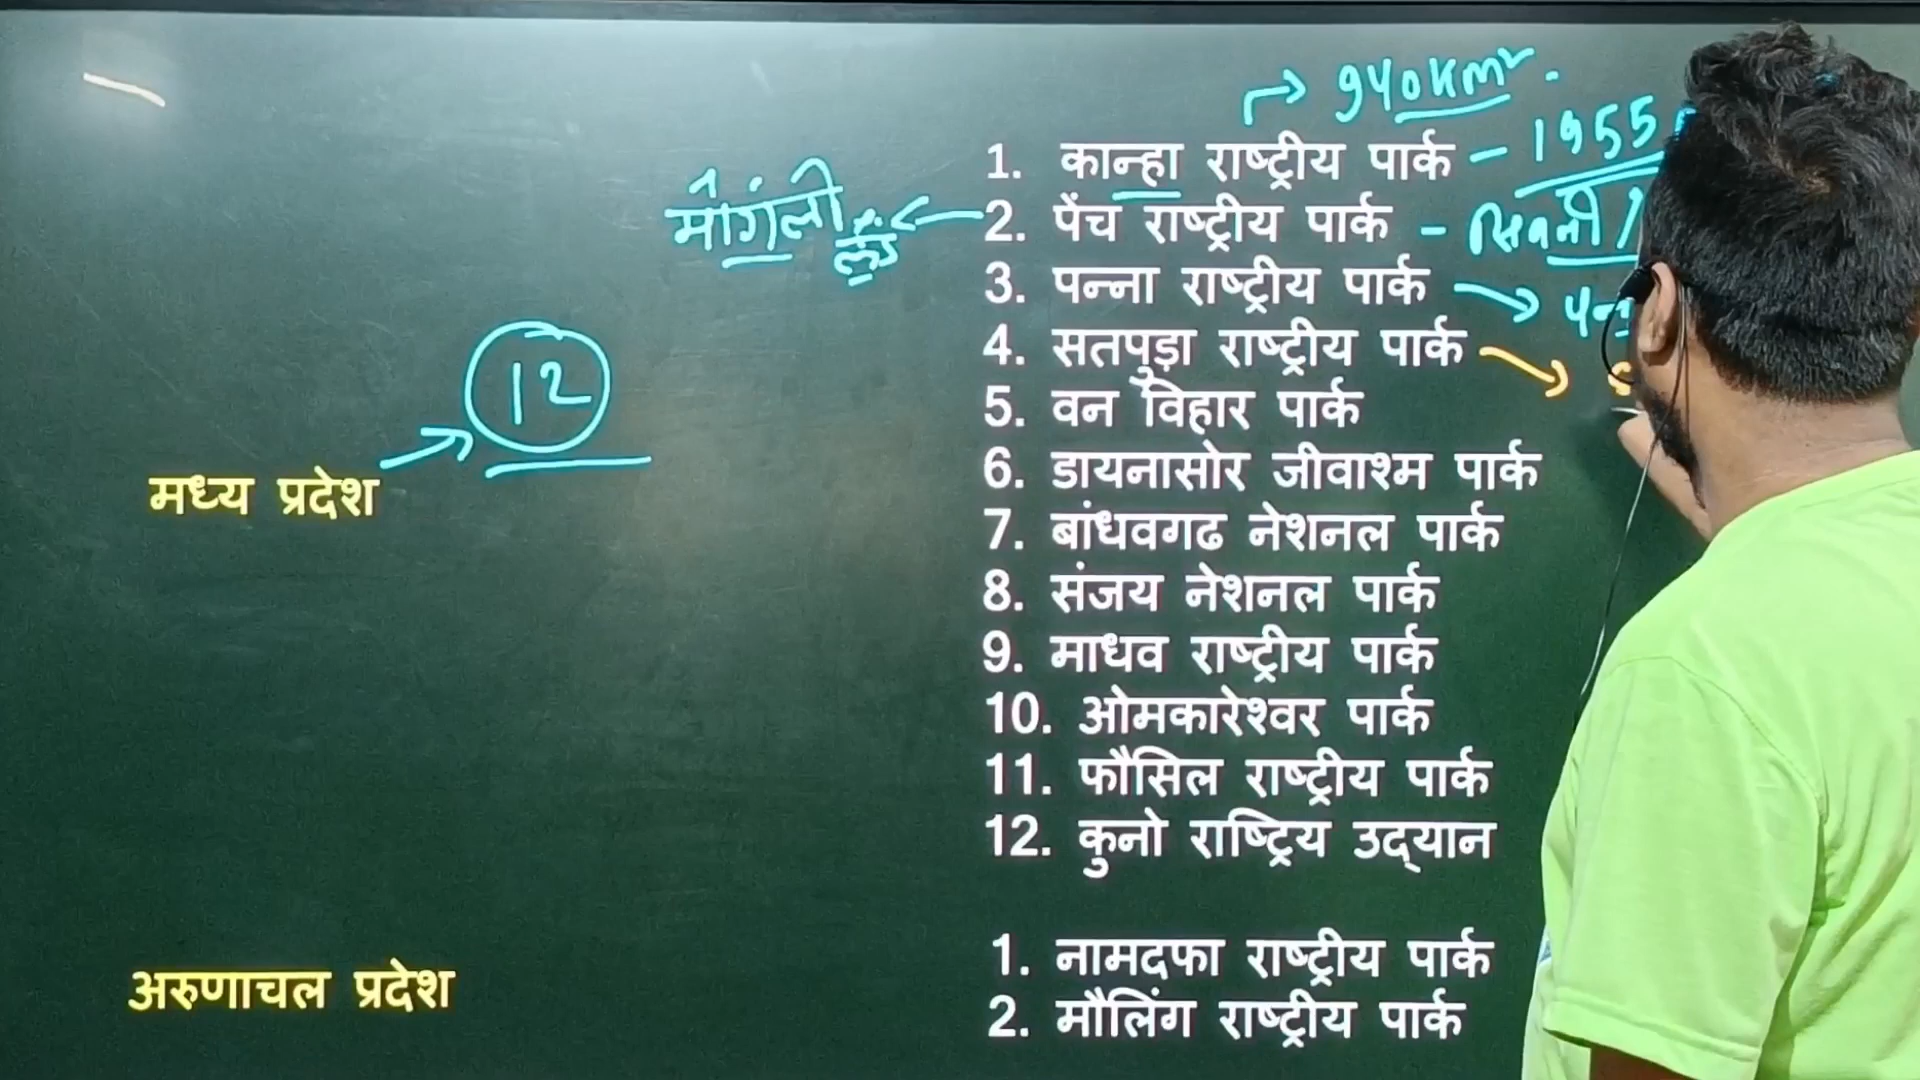 940 km²
1. कान्हा राष्ट्रीय पार्क - 1955
मोगली लैंड
2. पेंच राष्ट्रीय पार्क - सिवनी
3. पन्ना राष्ट्रीय पार्क
4. सतपुड़ा राष्ट्रीय पार्क
12
5. वन विहार पार्क
6. डायनासोर जीवाश्म पार्क
मध्य प्रदेश
7. बांधवगढ नेशनल पार्क
8. संजय नेशनल पार्क
9. माधव राष्ट्रीय पार्क
10. ओमकारेश्वर पार्क
11. फौसिल राष्ट्रीय पार्क
12. कुनो राष्ट्रिय उद्यान
अरुणाचल प्रदेश
1. नामदफा राष्ट्रीय पार्क
2. मौलिंग राष्ट्रीय पार्क